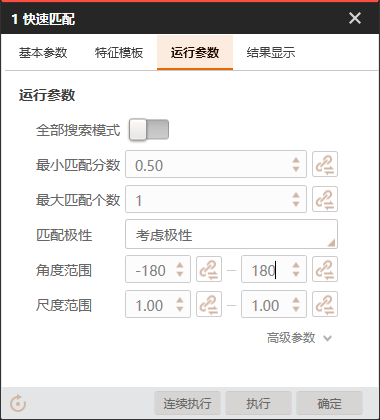 1 快速匹配
基本参数 特征模板 运行参数 结果显示
运行参数
全部搜索模式
最小匹配分数 0.50
最大匹配个数 1
匹配极性 考虑极性
角度范围 -180 – 180
尺度范围 1.00 – 1.00
高级参数
连续执行 执行 确定